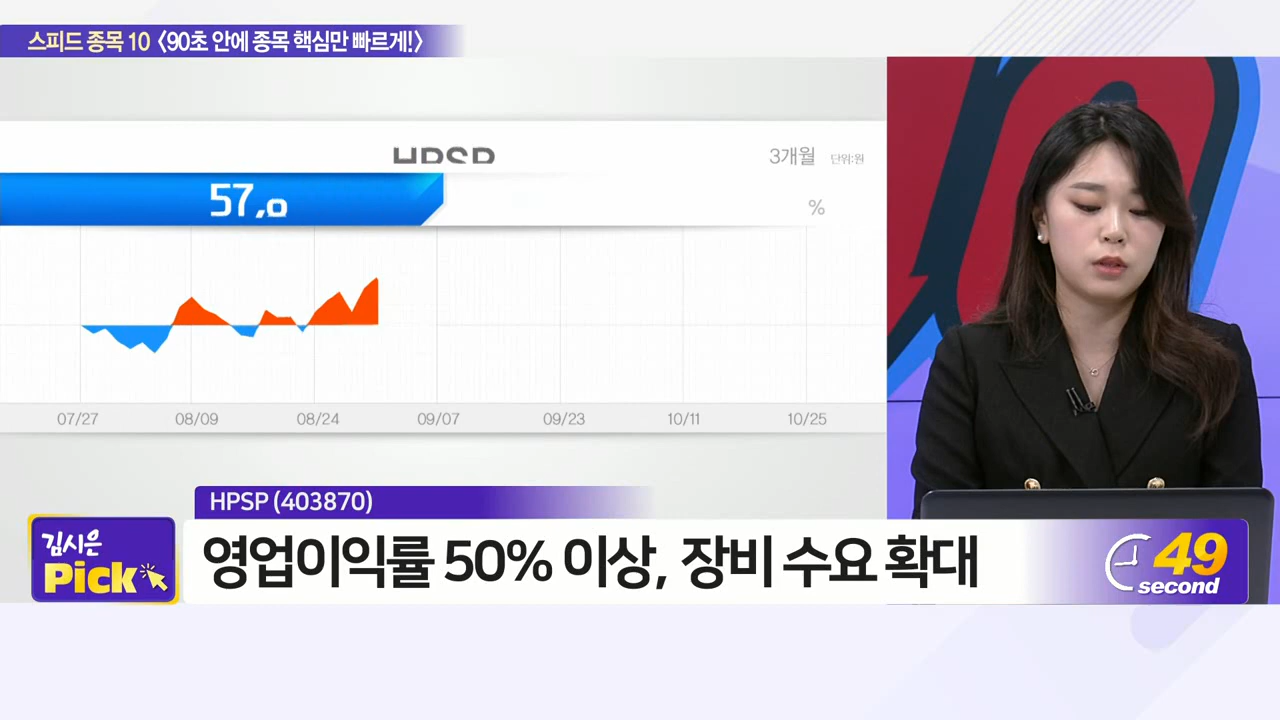 스피드 종목 10 〈90초 안에 종목 핵심만 빠르게!〉
HPSP
3개월 단위:원
%
07/27 08/09 08/24 09/07 09/23 10/11 10/25
HPSP (403870)
김시은
Pick
영업이익률 50% 이상, 장비 수요 확대
49
second